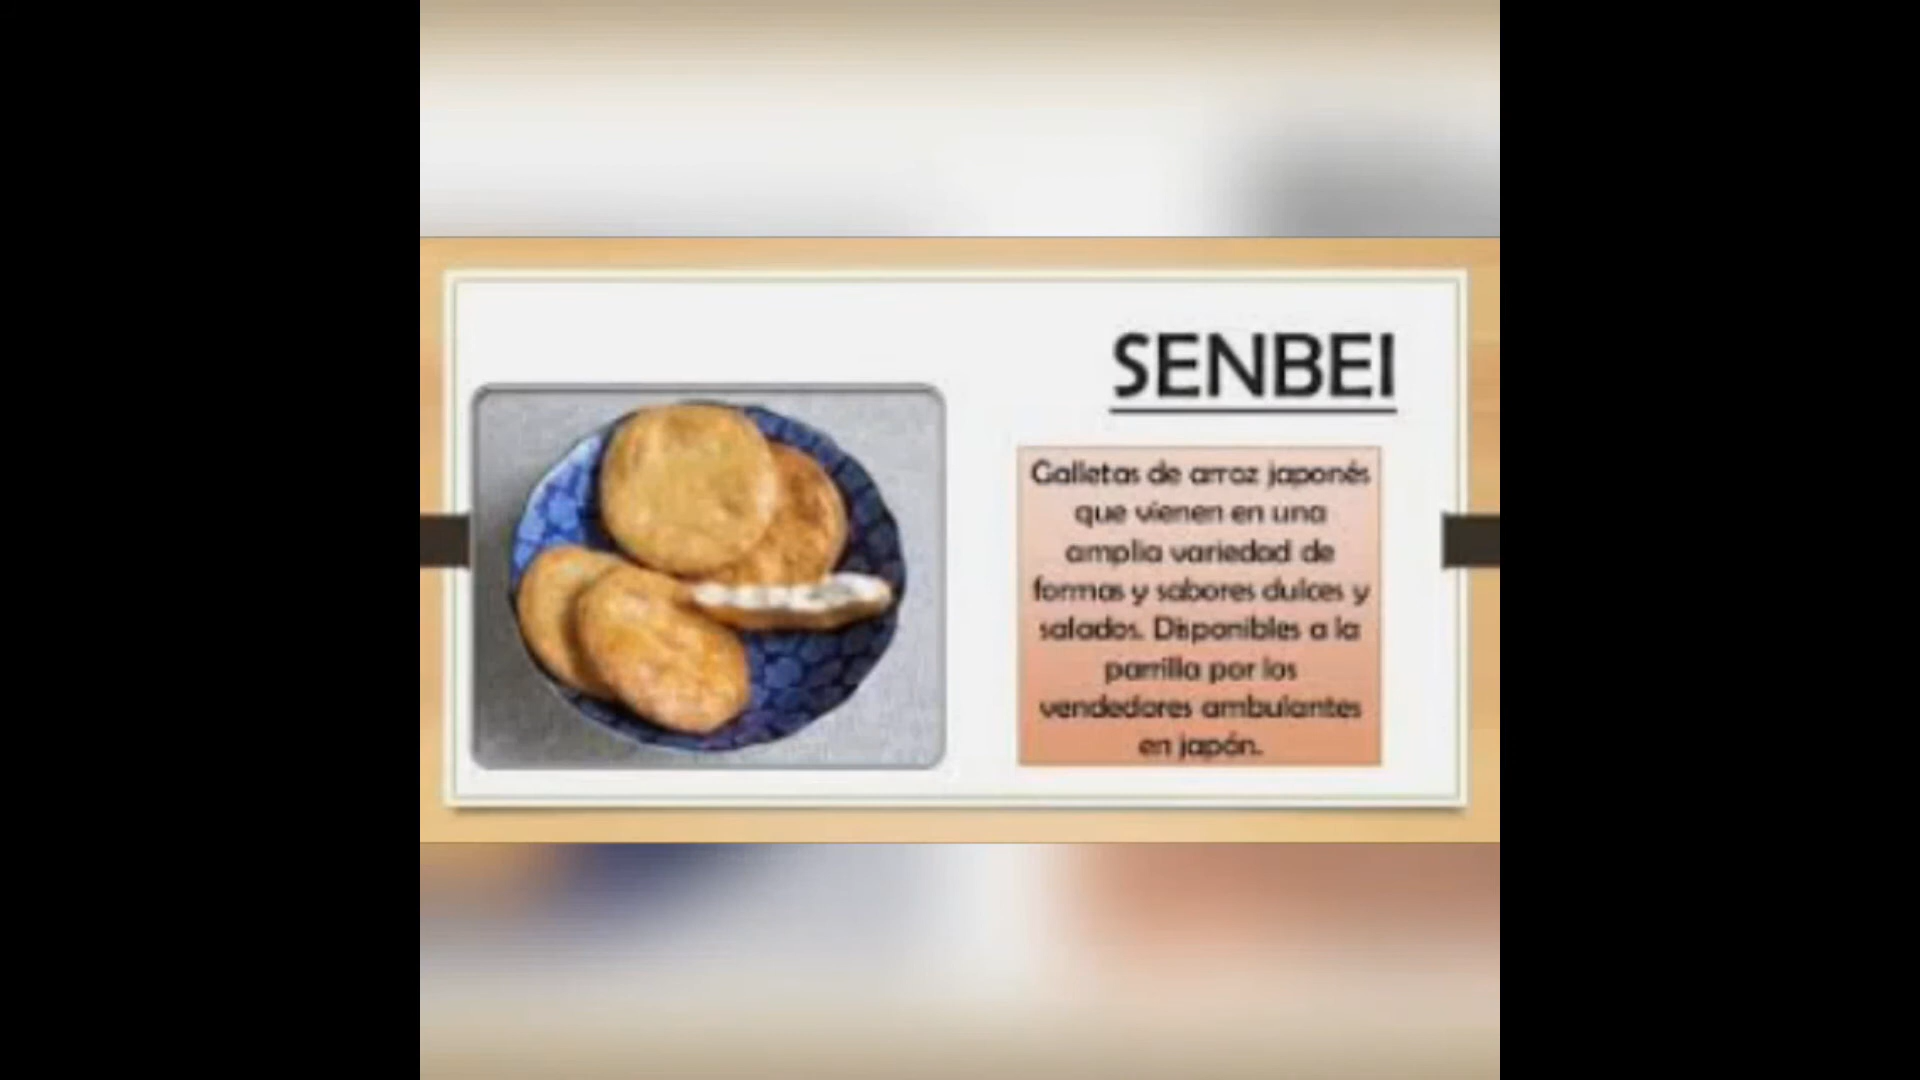 SENBEI
Galletas de arroz japonés
que vienen en una
amplia variedad de
formas y sabores dulces y
salados. Disponibles a la
parrilla por los
vendedores ambulantes
en japón.